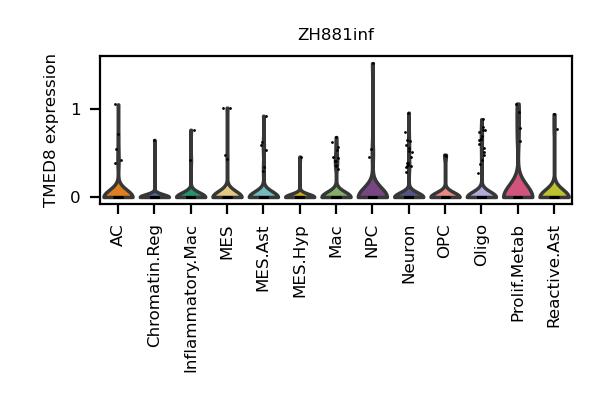 ZH881inf
TMED8 expression
1
0
AC
Chromatin.Reg
Inflammatory.Mac
MES
MES.Ast
MES.Hyp
Mac
NPC
Neuron
OPC
Oligo
Prolif.Metab
Reactive.Ast